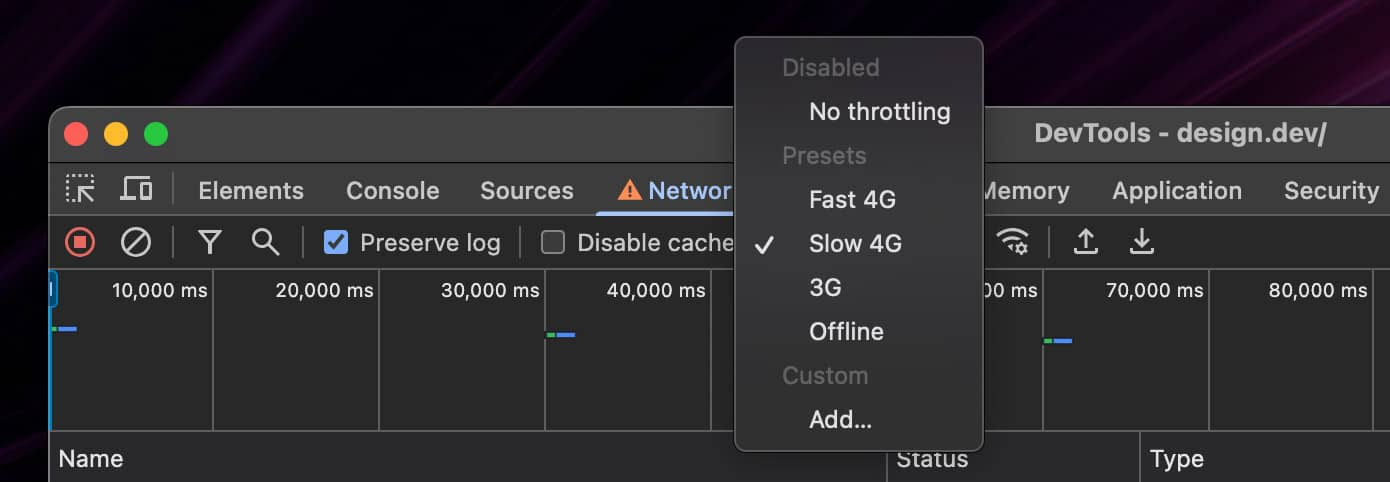 Disabled
No throttling
Presets
Fast 4G
Slow 4G
3G
Offline
Custom
Add...
DevTools - design.dev/
Elements Console Sources Networ Memory Application Security
Preserve log Disable cache
10,000 ms 20,000 ms 30,000 ms 40,000 ms 00 ms 70,000 ms 80,000 ms
Name Status Type